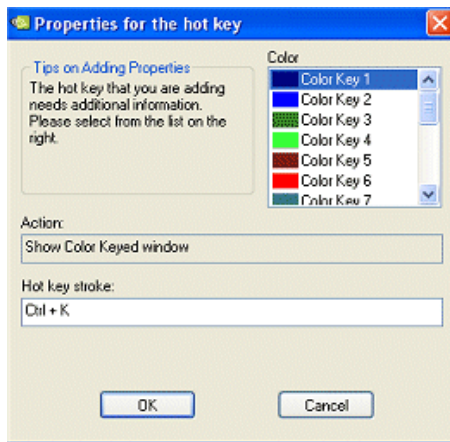 Properties for the hot key
Tips on Adding Properties
The hot key that you are adding
needs additional information.
Please select from the list on the
right.
Color
Color Key 1
Color Key 2
Color Key 3
Color Key 4
Color Key 5
Color Key 6
Color Key 7
Action:
Show Color Keyed window
Hot key stroke:
Ctrl + K
OK
Cancel